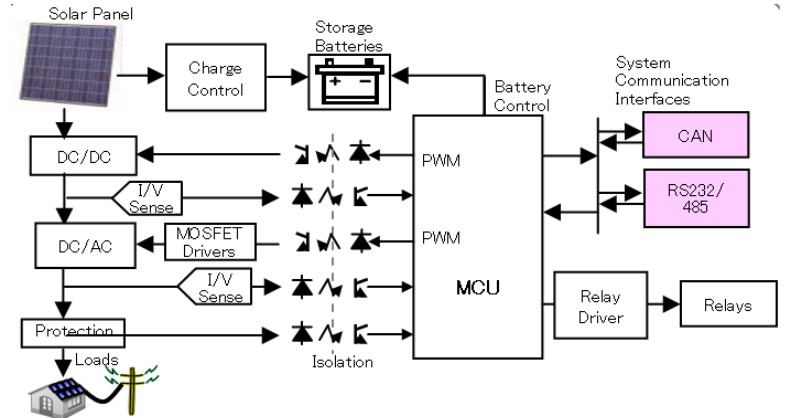 Solar Panel
Storage
Batteries
Charge
Control
Battery
Control
System
Communication
Interfaces
CAN
DC/DC
PWM
I/V
Sense
RS232/
485
DC/AC
MOSFET
Drivers
PWM
MCU
I/V
Sense
Relay
Driver
Relays
Protection
Loads
Isolation